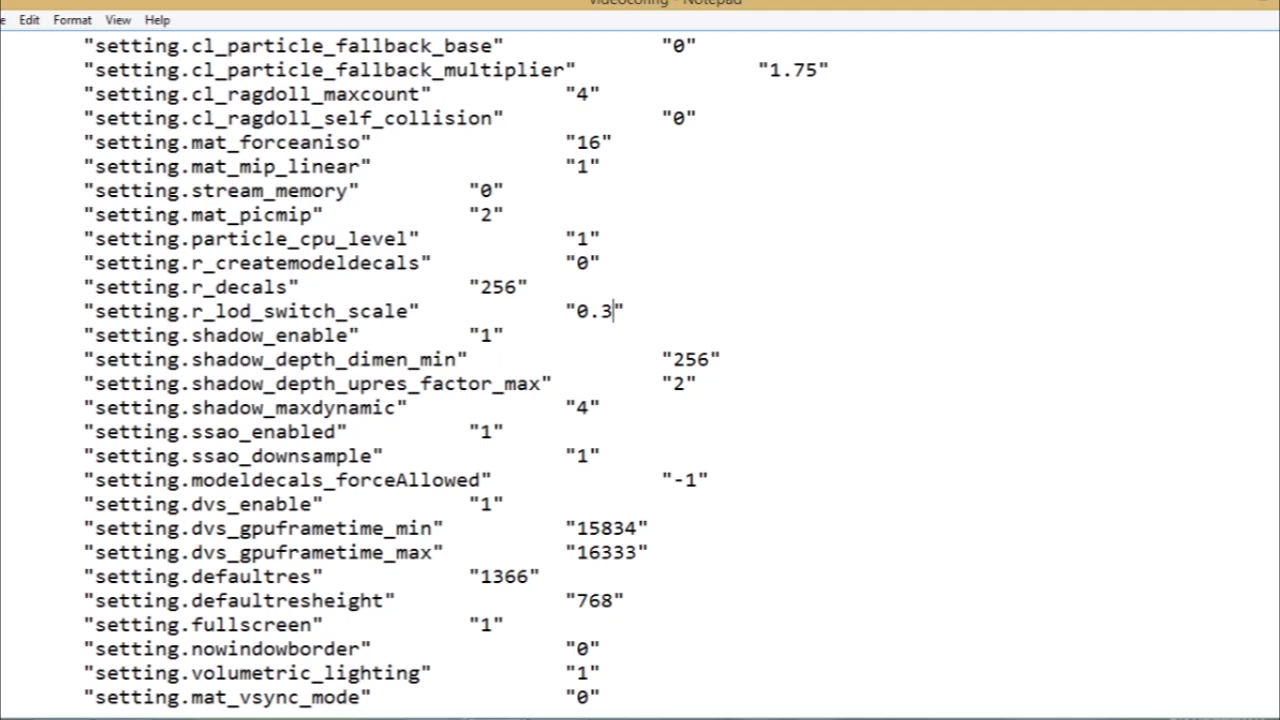 videoconfig - Notepad
Edit Format View Help
"setting.cl_particle_fallback_base" "0"
"setting.cl_particle_fallback_multiplier" "1.75"
"setting.cl_ragdoll_maxcount" "4"
"setting.cl_ragdoll_self_collision" "0"
"setting.mat_forceaniso" "16"
"setting.mat_mip_linear" "1"
"setting.stream_memory" "0"
"setting.mat_picmip" "2"
"setting.particle_cpu_level" "1"
"setting.r_createmodeldecals" "0"
"setting.r_decals" "256"
"setting.r_lod_switch_scale" "0.3"
"setting.shadow_enable" "1"
"setting.shadow_depth_dimen_min" "256"
"setting.shadow_depth_upres_factor_max" "2"
"setting.shadow_maxdynamic" "4"
"setting.ssao_enabled" "1"
"setting.ssao_downsample" "1"
"setting.modeldecals_forceAllowed" "-1"
"setting.dvs_enable" "1"
"setting.dvs_gpuframetime_min" "15834"
"setting.dvs_gpuframetime_max" "16333"
"setting.defaultres" "1366"
"setting.defaultresheight" "768"
"setting.fullscreen" "1"
"setting.nowindowborder" "0"
"setting.volumetric_lighting" "1"
"setting.mat_vsync_mode" "0"